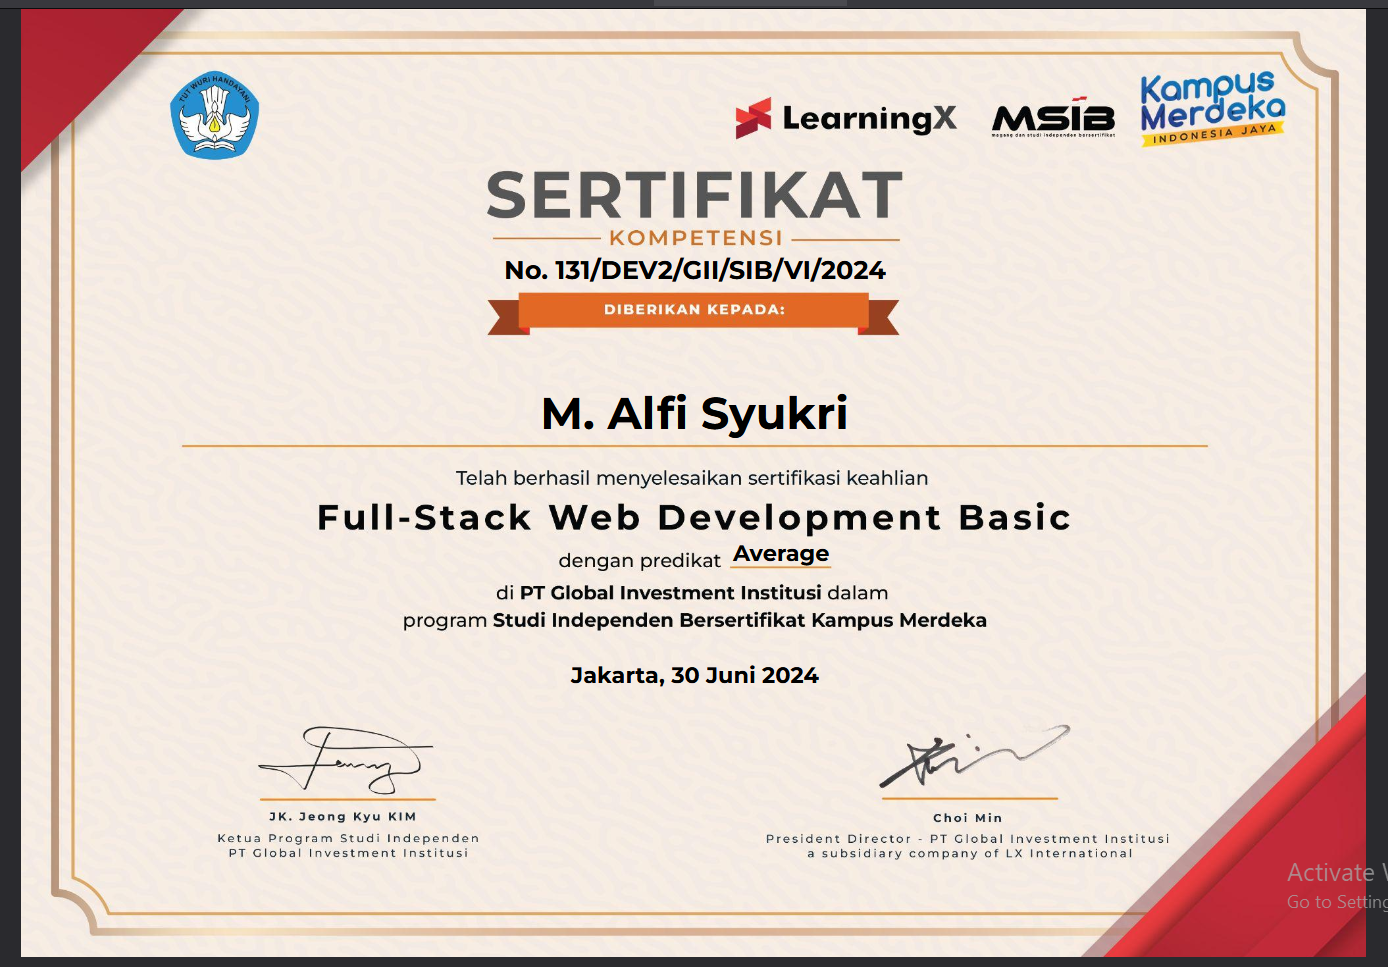 TUT WURI HANDAYANI
LearningX
MSIB
magang dan studi independen bersertifikat
Kampus
Merdeka
INDONESIA JAYA
SERTIFIKAT
KOMPETENSI
No. 131/DEV2/GII/SIB/VI/2024
DIBERIKAN KEPADA:
M. Alfi Syukri
Telah berhasil menyelesaikan sertifikasi keahlian
Full-Stack Web Development Basic
dengan predikat Average
di PT Global Investment Institusi dalam
program Studi Independen Bersertifikat Kampus Merdeka
Jakarta, 30 Juni 2024
JK. Jeong Kyu KIM
Ketua Program Studi Independen
PT Global Investment Institusi
Choi Min
President Director - PT Global Investment Institusi
a subsidiary company of LX International
Activate
Go to Setting